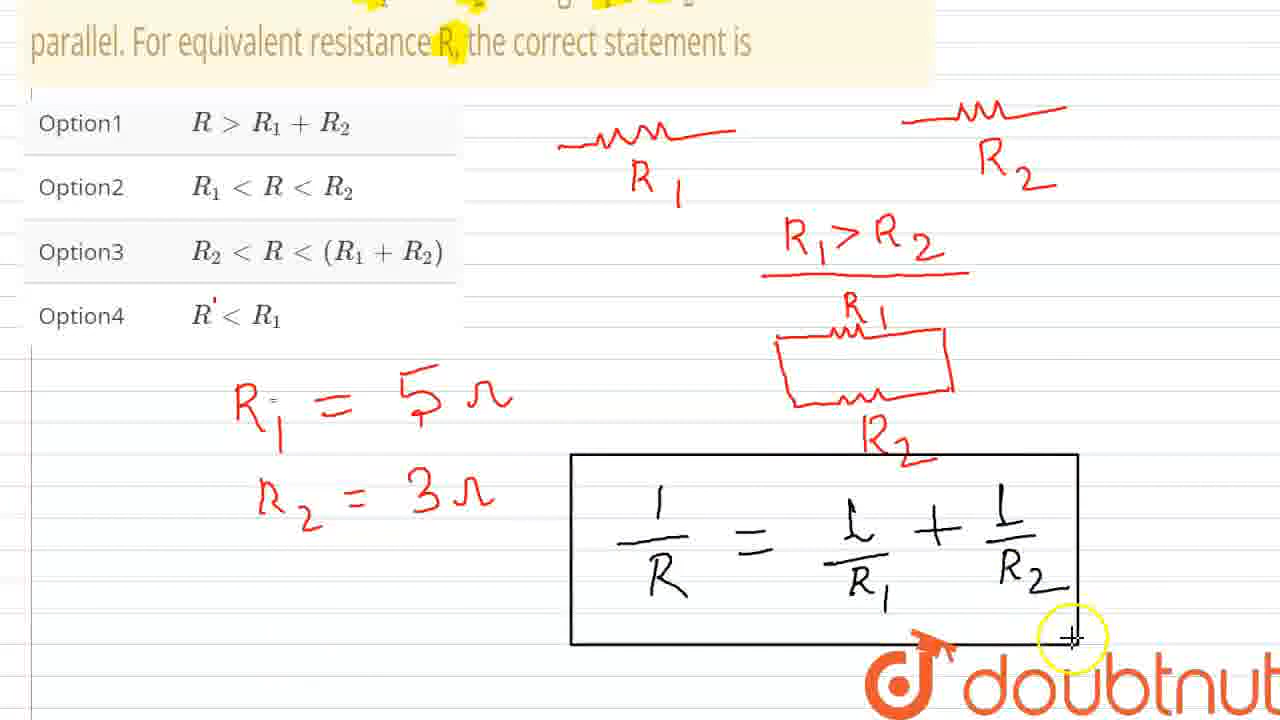 parallel. For equivalent resistance R, the correct statement is
Option1 R > R₁ + R₂
Option2 R₁ < R < R₂
Option3 R₂ < R < (R₁ + R₂)
Option4 R' < R₁
R₁
R₂
R₁ > R₂
R₁
R₂
R₁ = 5 Ω
R₂ = 3 Ω
1/R = 1/R₁ + 1/R₂
doubtnut